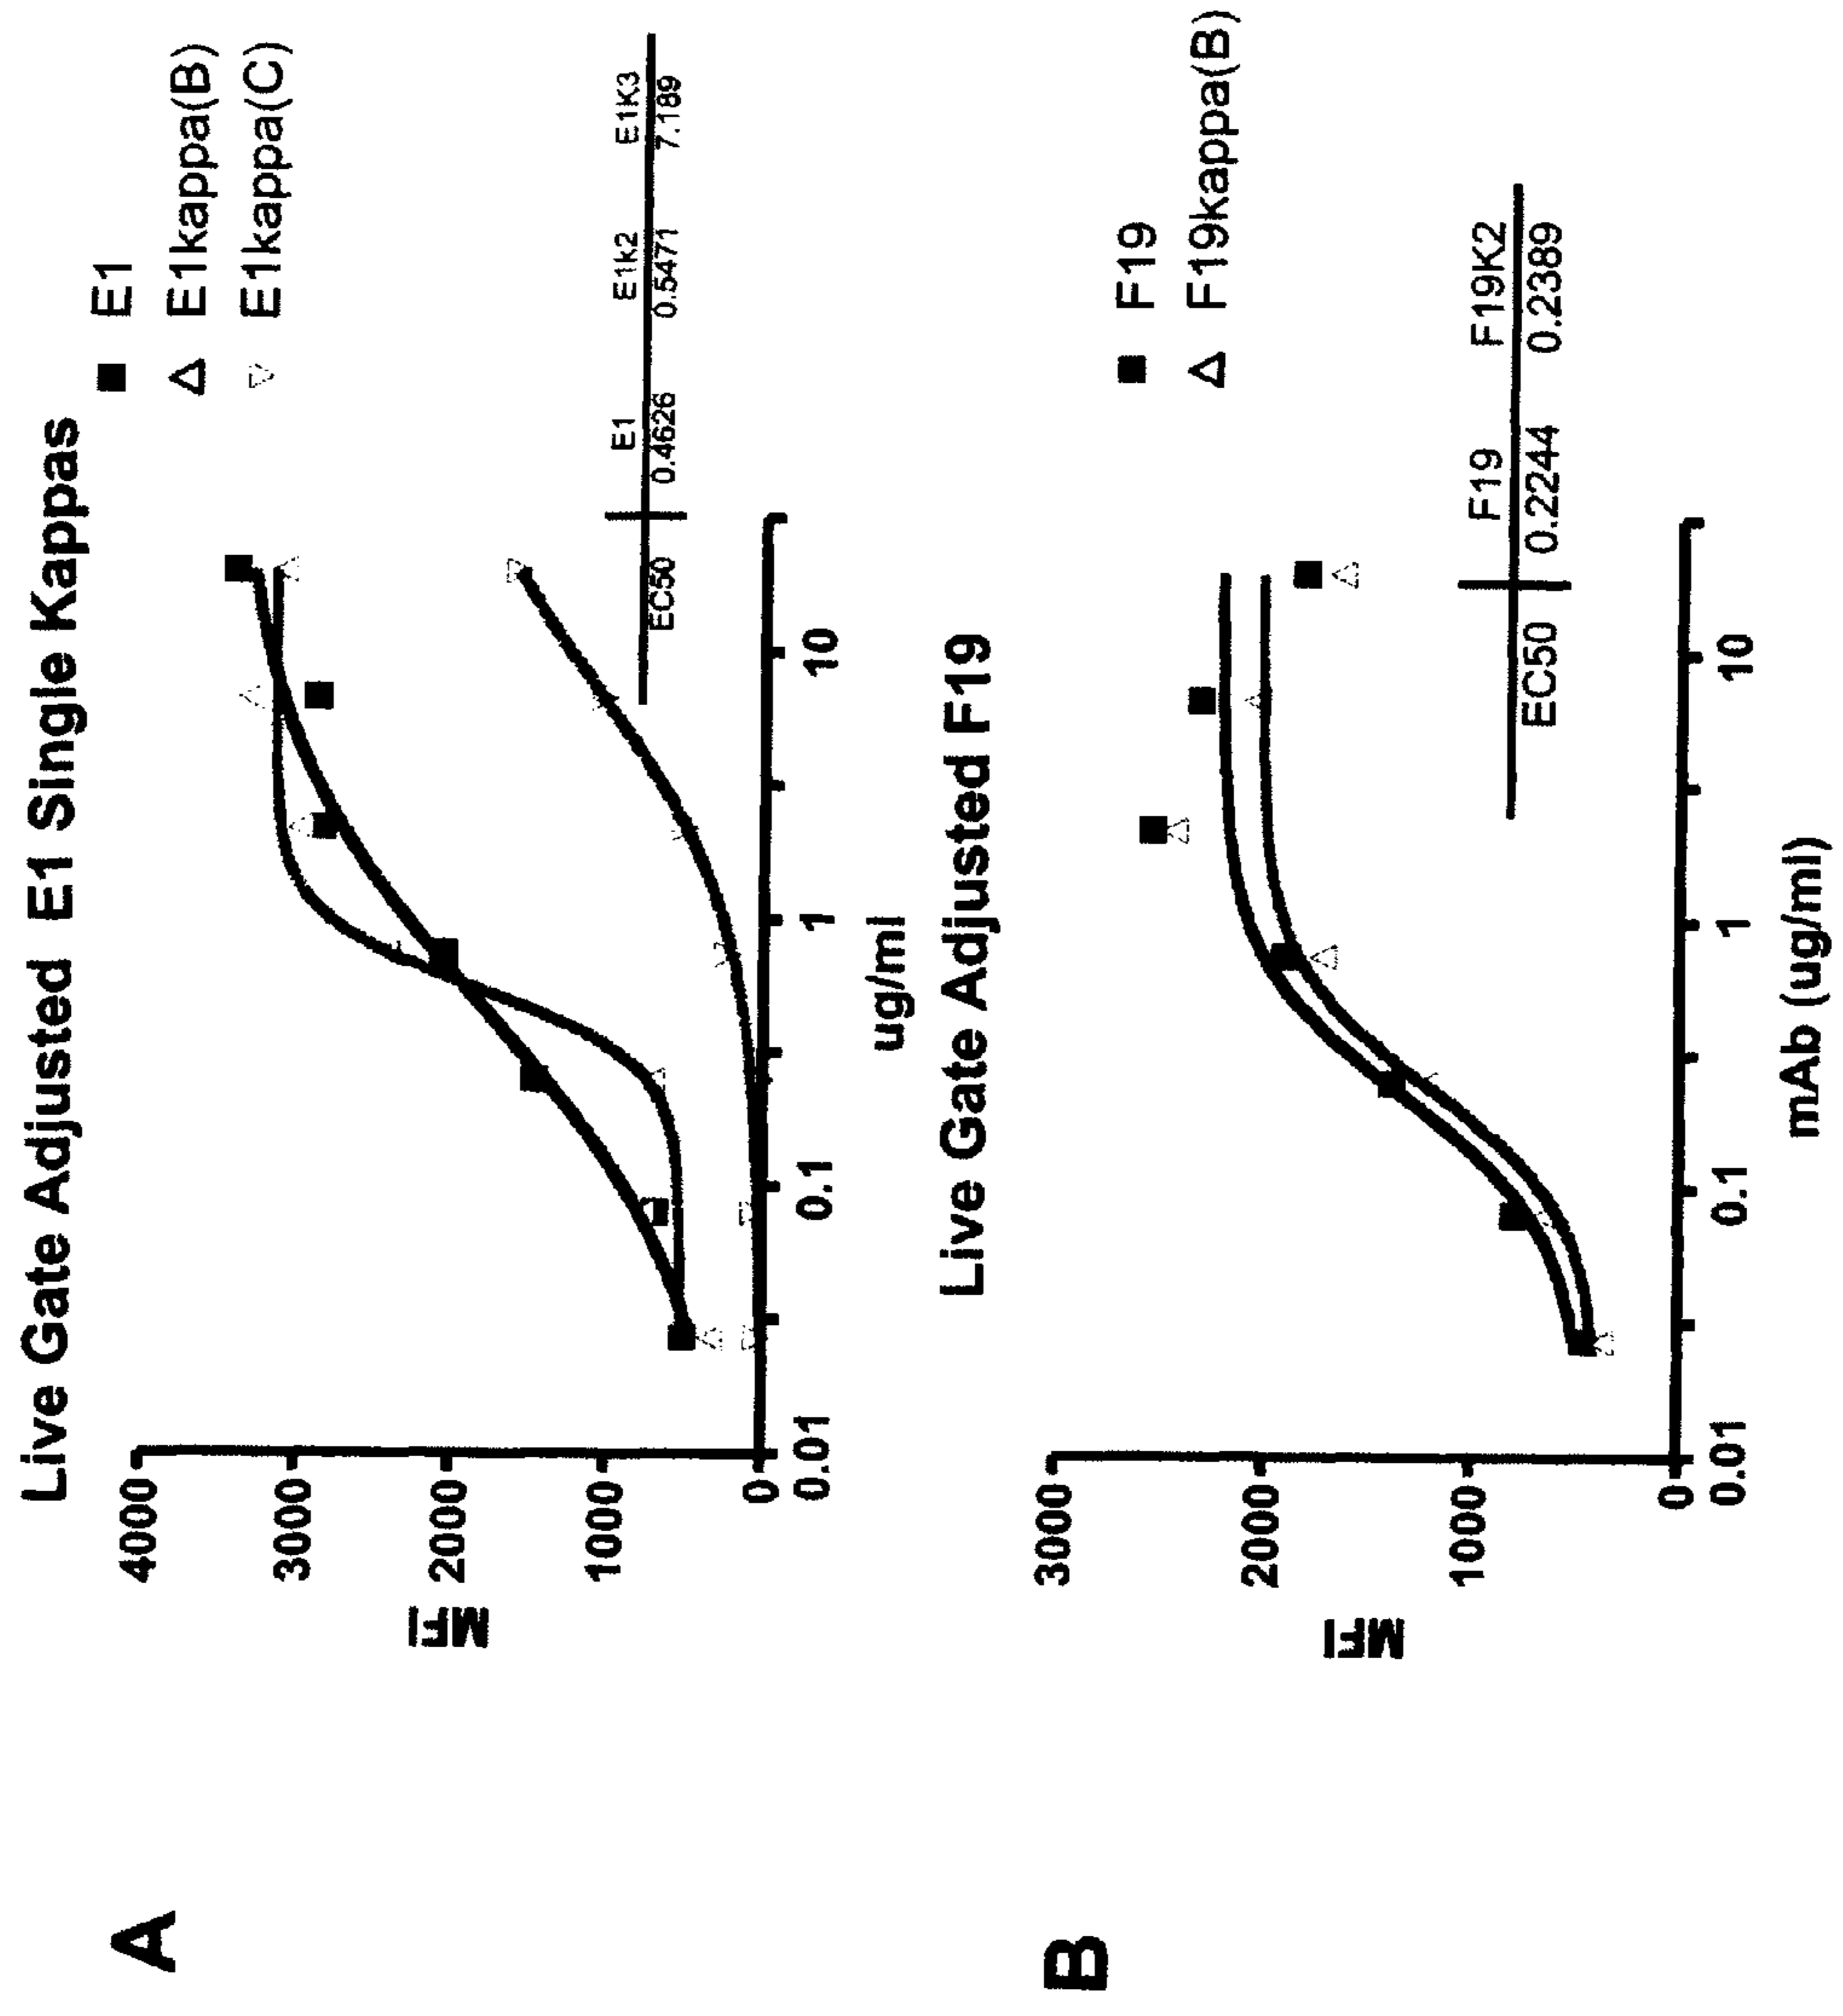 A
Live Gate Adjusted E1 Single Kappas
E1
E1kappa(B)
E1kappa(C)
MFI
4000
3000
2000
1000
0
0.01
0.1
1
10
ug/ml
E1 E1k2 E1K3
EC50 0.4626 0.5471 7.189
B
Live Gate Adjusted F19
F19
F19kappa(B)
MFI
3000
2000
1000
0
0.01
0.1
1
10
mAb (ug/ml)
F19 F19K2
EC50 0.2244 0.2389